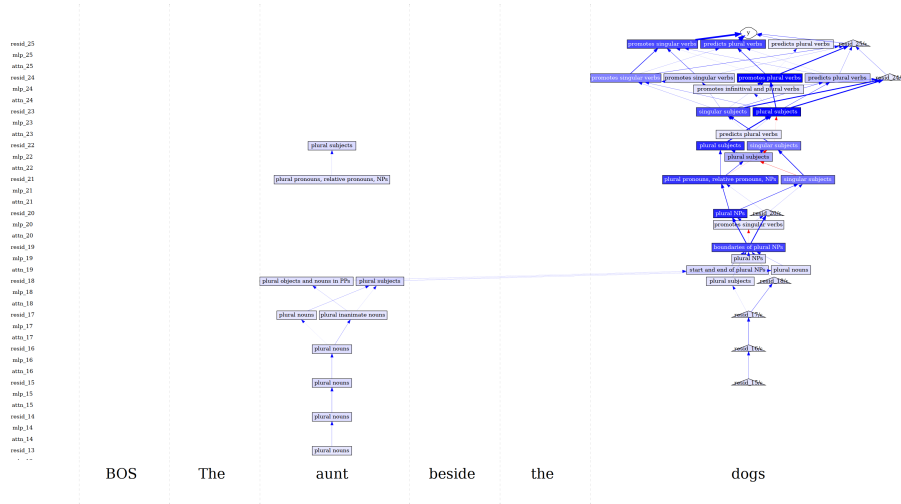 y
resid_25 promotes singular verbs predicts plural verbs predicts plural verbs resid_25/ε
mlp_25
attn_25
resid_24 promotes singular verbs promotes singular verbs promotes plural verbs predicts plural verbs
mlp_24 promotes infinitival and plural verbs
attn_24
resid_23 singular subjects plural subjects
mlp_23
attn_23 predicts plural verbs
resid_22 plural subjects plural subjects singular subjects
mlp_22 plural subjects
attn_22
resid_21 plural pronouns, relative pronouns, NPs plural pronouns, relative pronouns, NPs singular subjects
mlp_21
attn_21
resid_20 plural NPs resid_20/ε
mlp_20 promotes singular verbs
attn_20
resid_19 boundaries of plural NPs
mlp_19 plural NPs
attn_19 start and end of plural NPs plural nouns
resid_18 plural objects and nouns in PPs plural subjects plural subjects resid_18/ε
mlp_18
attn_18
resid_17 plural nouns plural inanimate nouns resid_17/ε
mlp_17
attn_17
resid_16 plural nouns resid_16/ε
mlp_16
attn_16
resid_15 plural nouns resid_15/ε
mlp_15
attn_15
resid_14 plural nouns
mlp_14
attn_14
resid_13 plural nouns
BOS The aunt beside the dogs